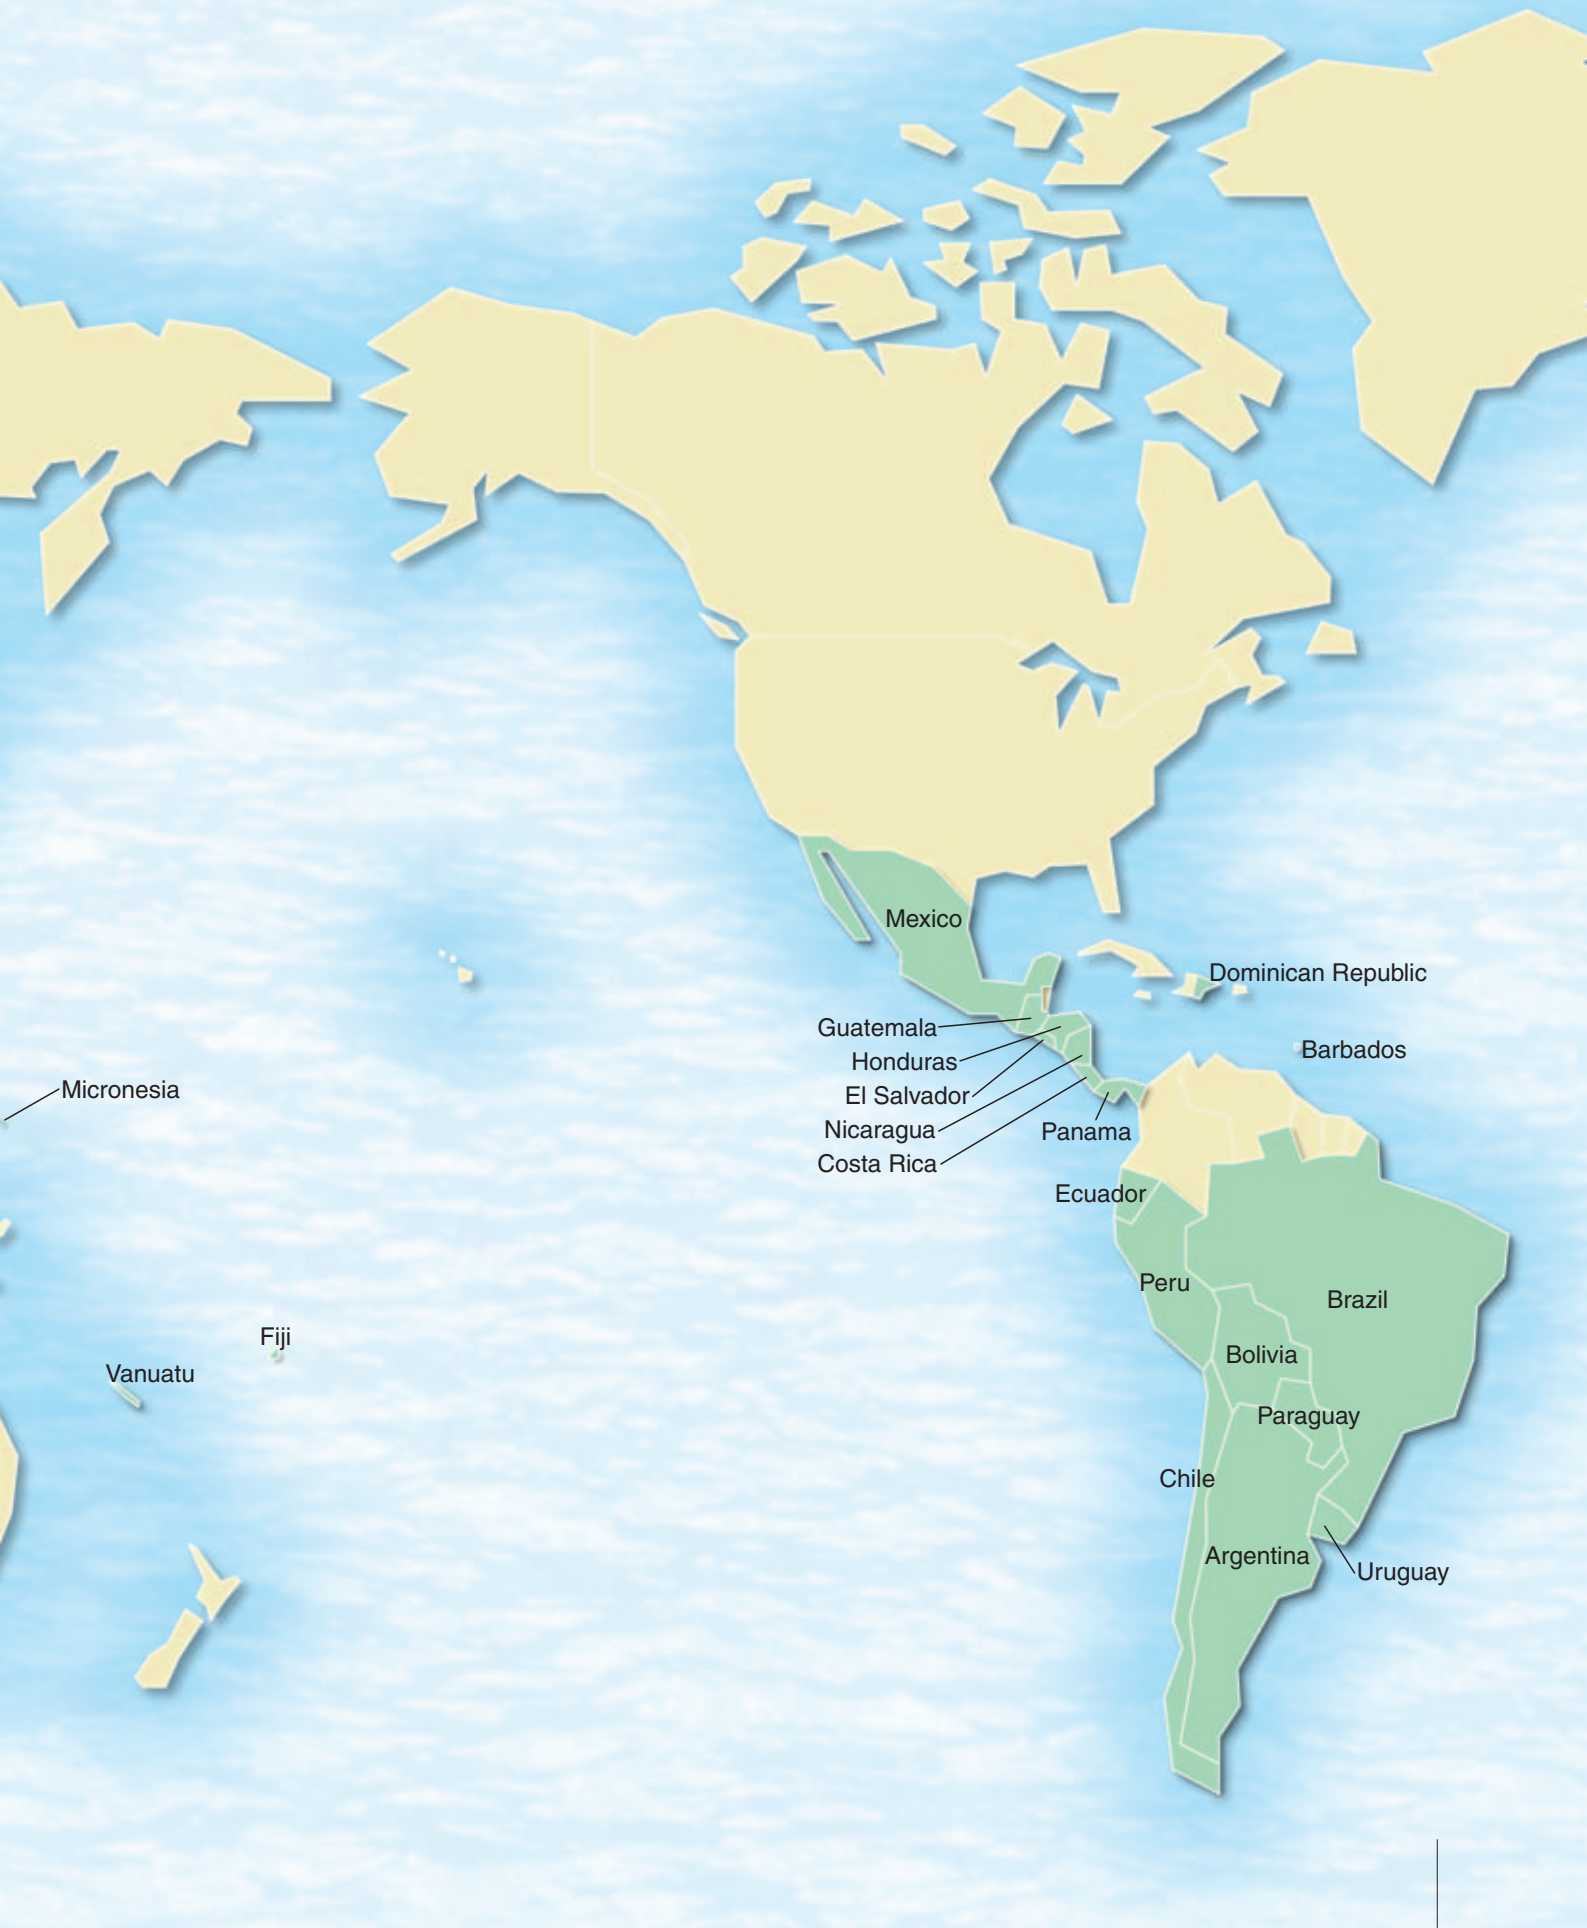 Mexico
Dominican Republic
Guatemala
Barbados
Honduras
Micronesia
El Salvador
Nicaragua
Panama
Costa Rica
Ecuador
Peru
Brazil
Fiji
Bolivia
Vanuatu
Paraguay
Chile
Argentina
Uruguay